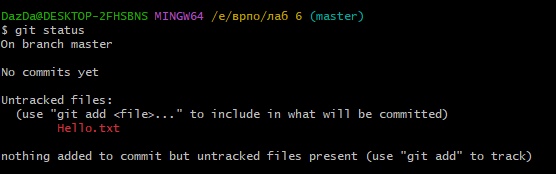 DazDa@DESKTOP-2FHSBNS MINGW64 /e/врпо/лаб 6 (master)
$ git status
On branch master
No commits yet
Untracked files:
(use "git add <file>..." to include in what will be committed)
Hello.txt
nothing added to commit but untracked files present (use "git add" to track)